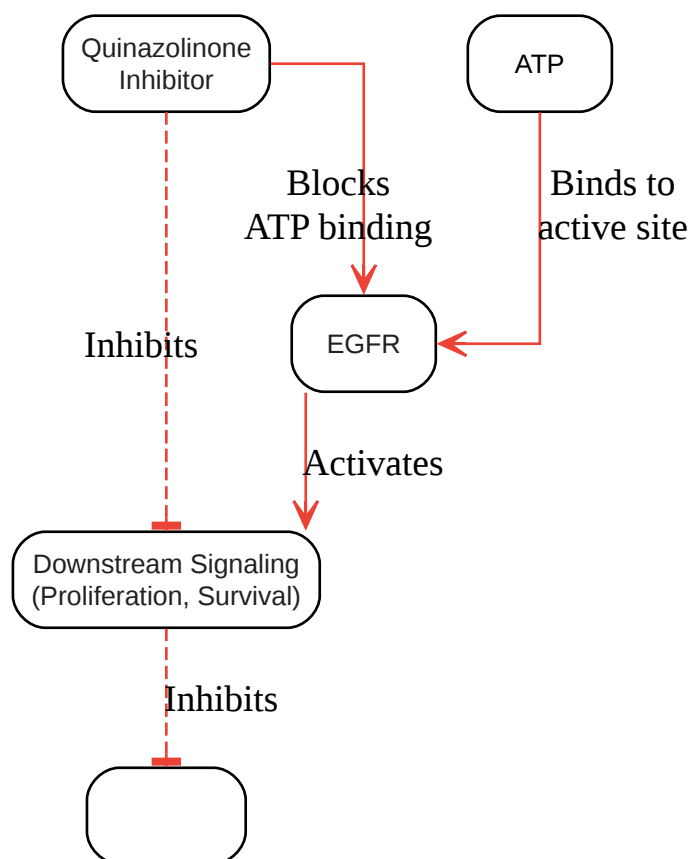 Quinazolinone
Inhibitor
ATP
Blocks
ATP binding
Binds to
active site
Inhibits
EGFR
Activates
Downstream Signaling
(Proliferation, Survival)
Inhibits